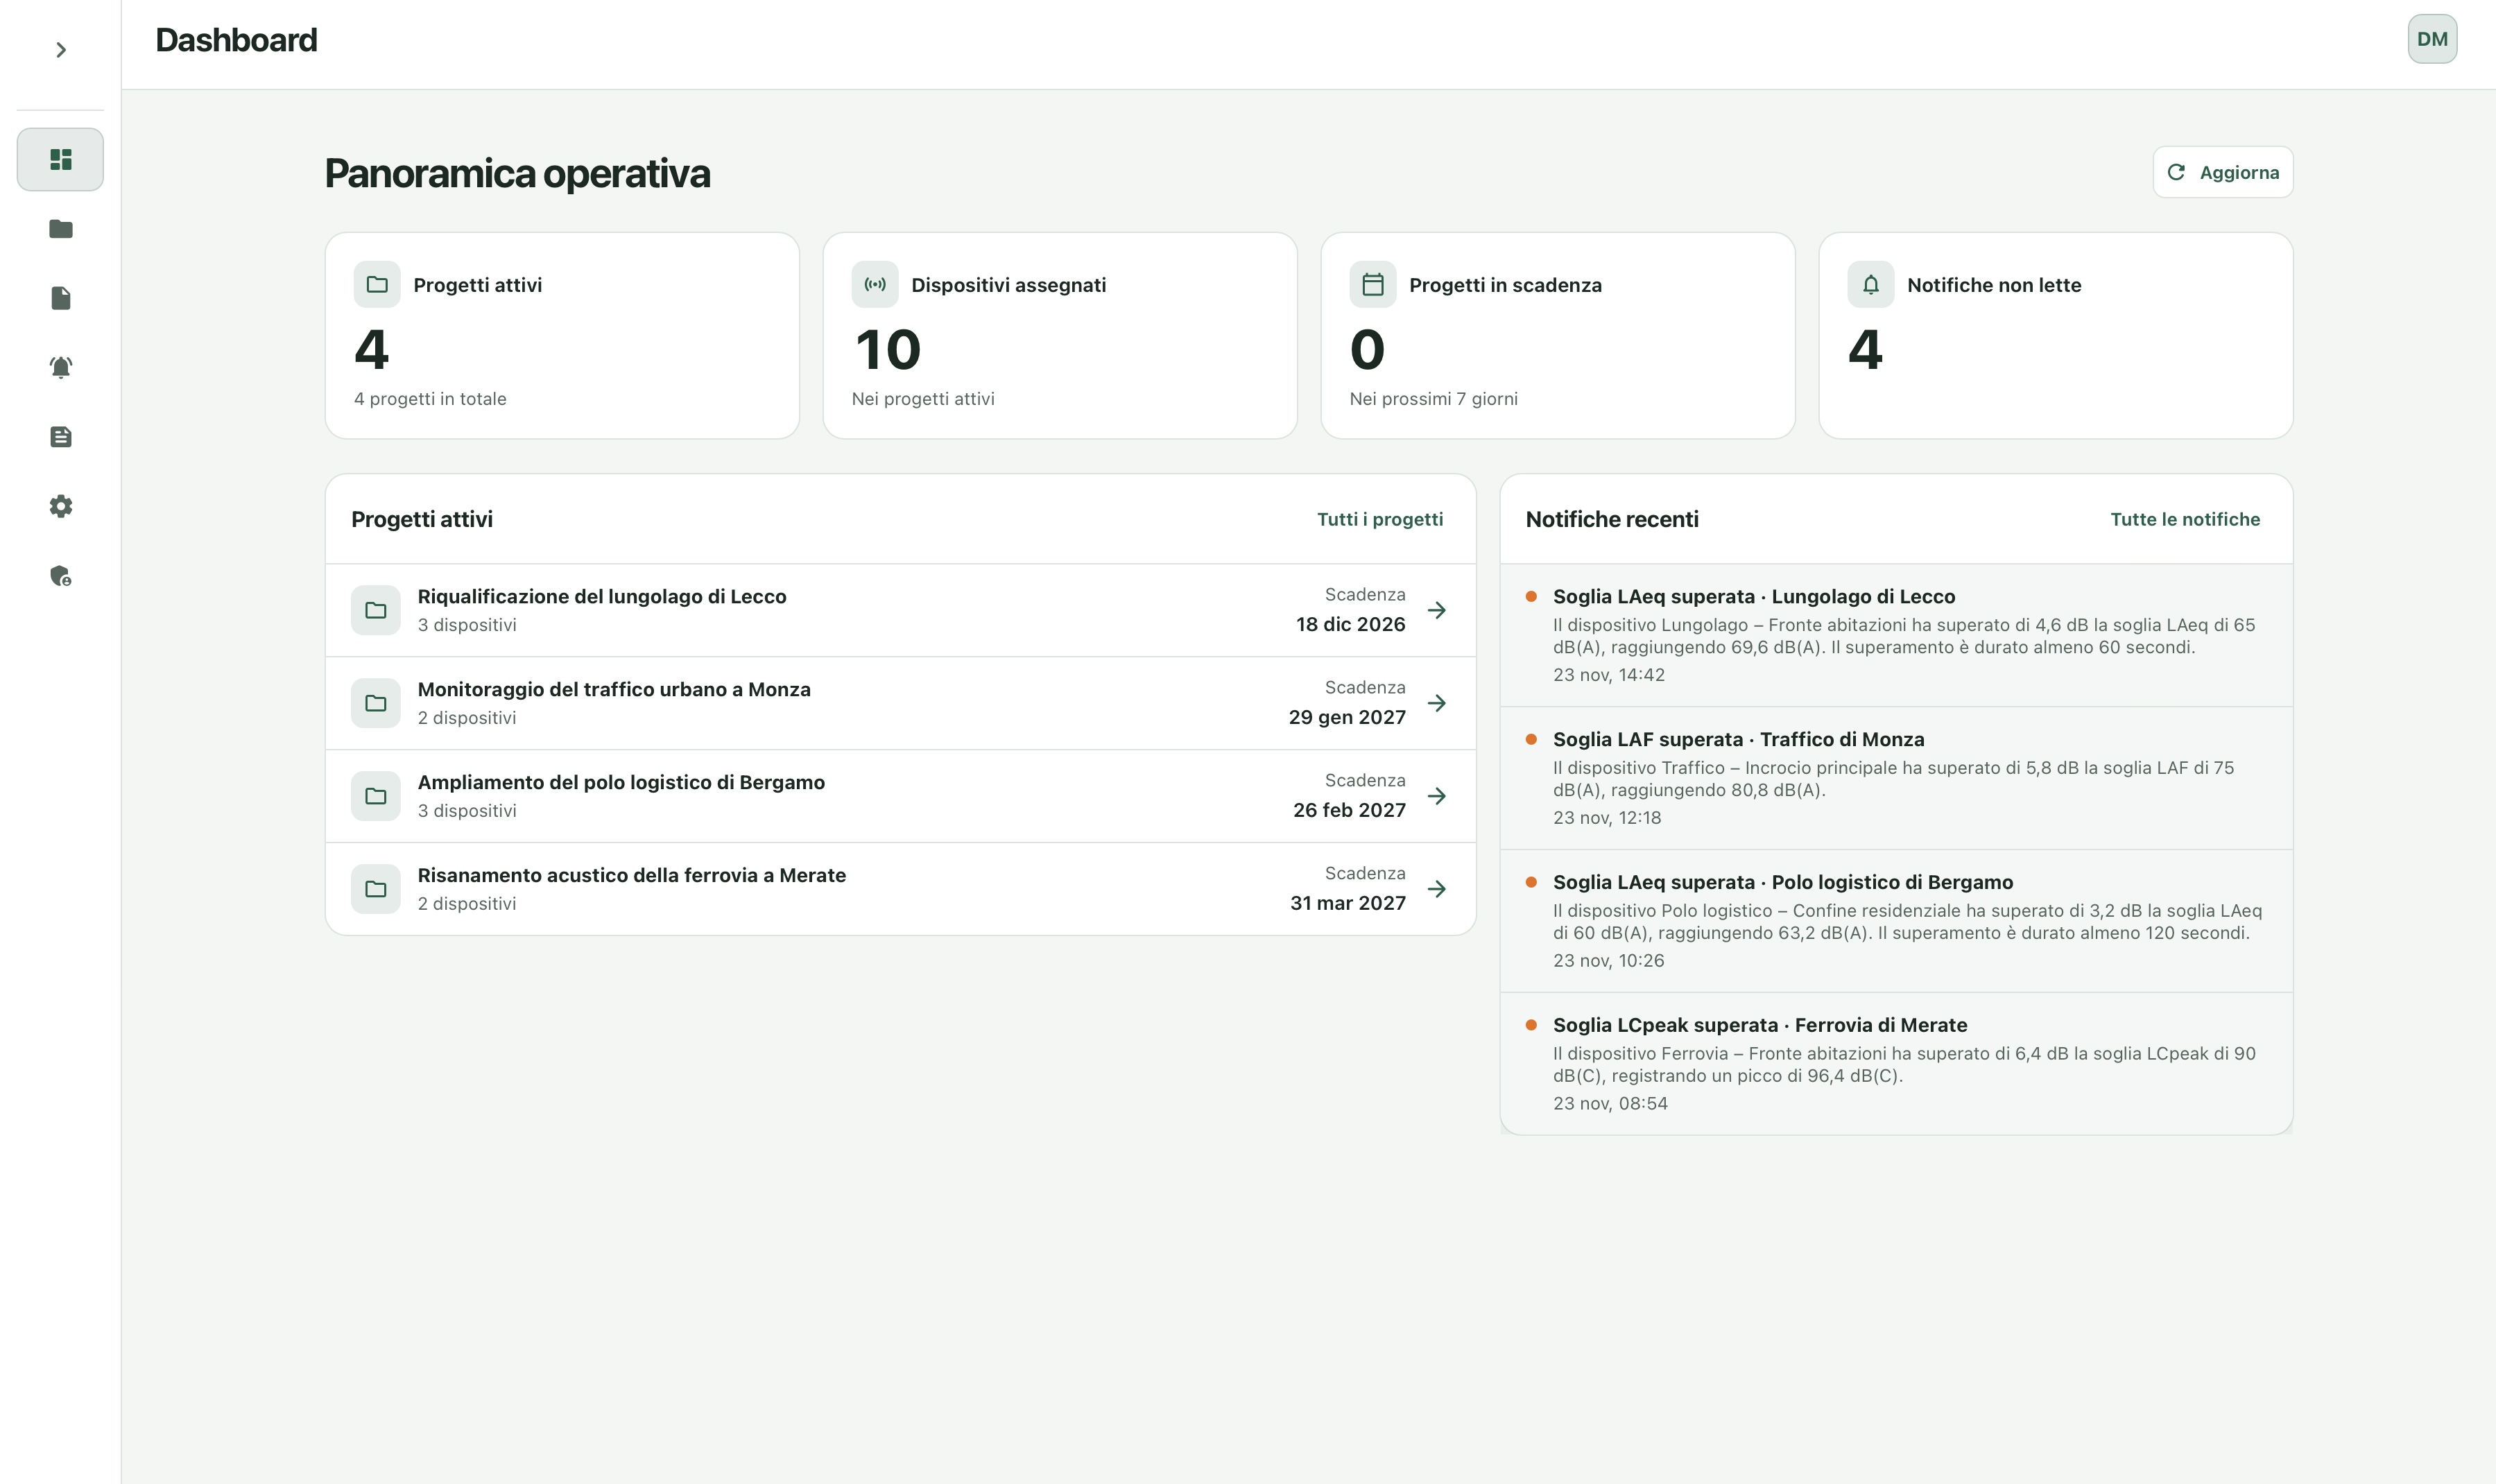 Dashboard
DM
Panoramica operativa
Aggiorna
Progetti attivi
4
4 progetti in totale
Dispositivi assegnati
10
Nei progetti attivi
Progetti in scadenza
0
Nei prossimi 7 giorni
Notifiche non lette
4
Progetti attivi
Tutti i progetti
Riqualificazione del lungolago di Lecco
3 dispositivi
Scadenza
18 dic 2026
Monitoraggio del traffico urbano a Monza
2 dispositivi
Scadenza
29 gen 2027
Ampliamento del polo logistico di Bergamo
3 dispositivi
Scadenza
26 feb 2027
Risanamento acustico della ferrovia a Merate
2 dispositivi
Scadenza
31 mar 2027
Notifiche recenti
Tutte le notifiche
Soglia LAeq superata · Lungolago di Lecco
Il dispositivo Lungolago – Fronte abitazioni ha superato di 4,6 dB la soglia LAeq di 65
dB(A), raggiungendo 69,6 dB(A). Il superamento è durato almeno 60 secondi.
23 nov, 14:42
Soglia LAF superata · Traffico di Monza
Il dispositivo Traffico – Incrocio principale ha superato di 5,8 dB la soglia LAF di 75
dB(A), raggiungendo 80,8 dB(A).
23 nov, 12:18
Soglia LAeq superata · Polo logistico di Bergamo
Il dispositivo Polo logistico – Confine residenziale ha superato di 3,2 dB la soglia LAeq
di 60 dB(A), raggiungendo 63,2 dB(A). Il superamento è durato almeno 120 secondi.
23 nov, 10:26
Soglia LCpeak superata · Ferrovia di Merate
Il dispositivo Ferrovia – Fronte abitazioni ha superato di 6,4 dB la soglia LCpeak di 90
dB(C), registrando un picco di 96,4 dB(C).
23 nov, 08:54